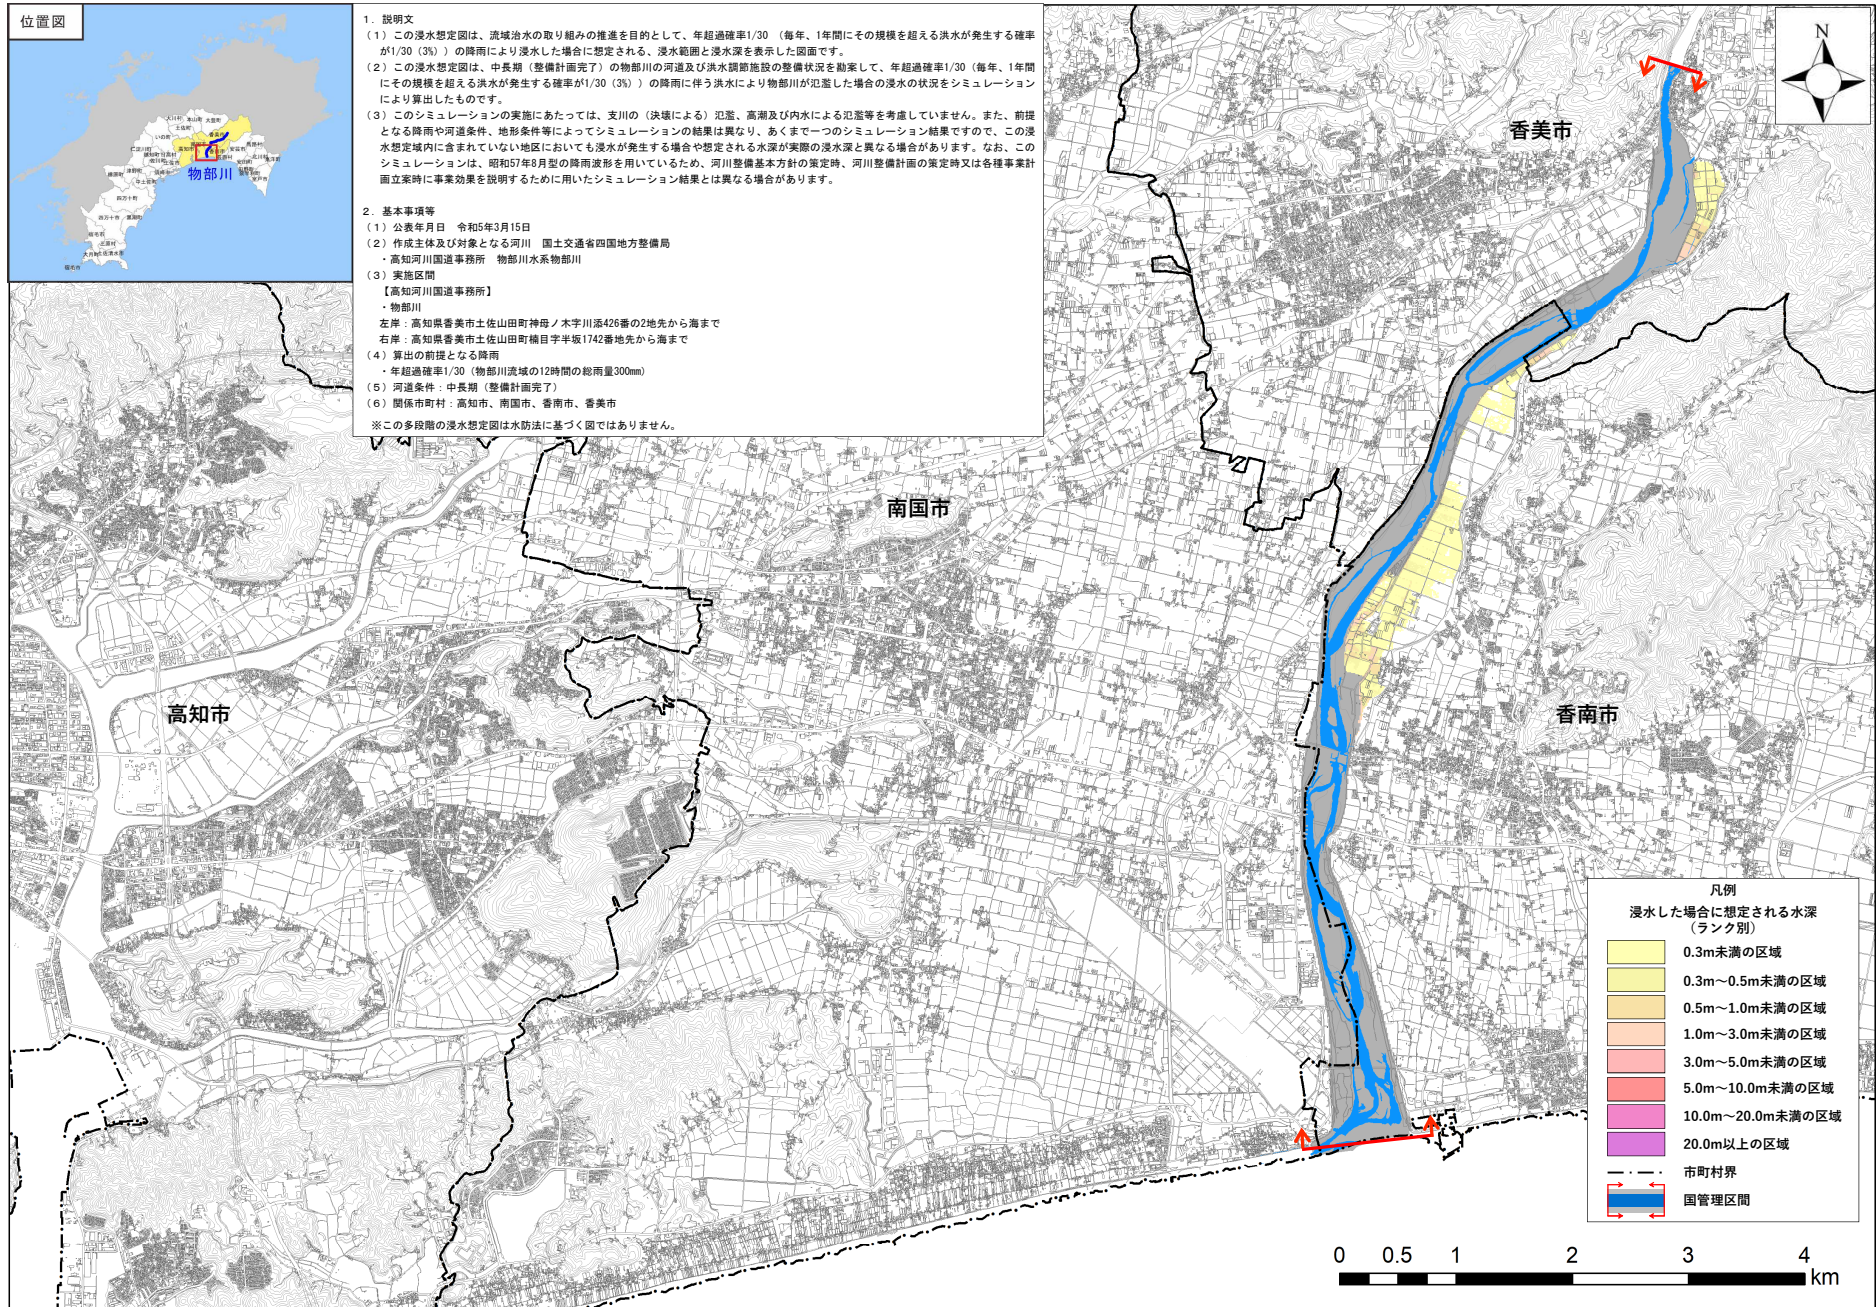 位置図
物部川
1．説明文
（1）この浸水想定図は、流域治水の取り組みの推進を目的として、年超過確率1/30 （毎年、1年間にその規模を超える洪水が発生する確率
が1/30（3%））の降雨により浸水した場合に想定される、浸水範囲と浸水深を表示した図面です。
（2）この浸水想定図は、中長期（整備計画完了）の物部川の河道及び洪水調節施設の整備状況を勘案して、年超過確率1/30（毎年、1年間
にその規模を超える洪水が発生する確率が1/30（3%））の降雨に伴う洪水により物部川が氾濫した場合の浸水の状況をシミュレーション
により算出したものです。
（3）このシミュレーションの実施にあたっては、支川の（決壊による）氾濫、高潮及び内水による氾濫等を考慮していません。また、前提
となる降雨や河道条件、地形条件等によってシミュレーションの結果は異なり、あくまで一つのシミュレーション結果ですので、この浸
水想定域内に含まれていない地区においても浸水が発生する場合や想定される水深が実際の浸水深と異なる場合があります。なお、この
シミュレーションは、昭和57年8月型の降雨波形を用いているため、河川整備基本方針の策定時、河川整備計画の策定時又は各種事業計
画立案時に事業効果を説明するために用いたシミュレーション結果とは異なる場合があります。
2．基本事項等
（1）公表年月日　令和5年3月15日
（2）作成主体及び対象となる河川　国土交通省四国地方整備局
・高知河川国道事務所　物部川水系物部川
（3）実施区間
【高知河川国道事務所】
・物部川
左岸：高知県香美市土佐山田町神母ノ木字川添426番の2地先から海まで
右岸：高知県香美市土佐山田町楠目字半坂1742番地先から海まで
（4）算出の前提となる降雨
・年超過確率1/30（物部川流域の12時間の総雨量300mm）
（5）河道条件：中長期（整備計画完了）
（6）関係市町村：高知市、南国市、香南市、香美市
※この多段階の浸水想定図は水防法に基づく図ではありません。
N
香美市
南国市
高知市
香南市
凡例
浸水した場合に想定される水深
（ランク別）
0.3m未満の区域
0.3m～0.5m未満の区域
0.5m～1.0m未満の区域
1.0m～3.0m未満の区域
3.0m～5.0m未満の区域
5.0m～10.0m未満の区域
10.0m～20.0m未満の区域
20.0m以上の区域
市町村界
国管理区間
0 0.5 1 2 3 4
km